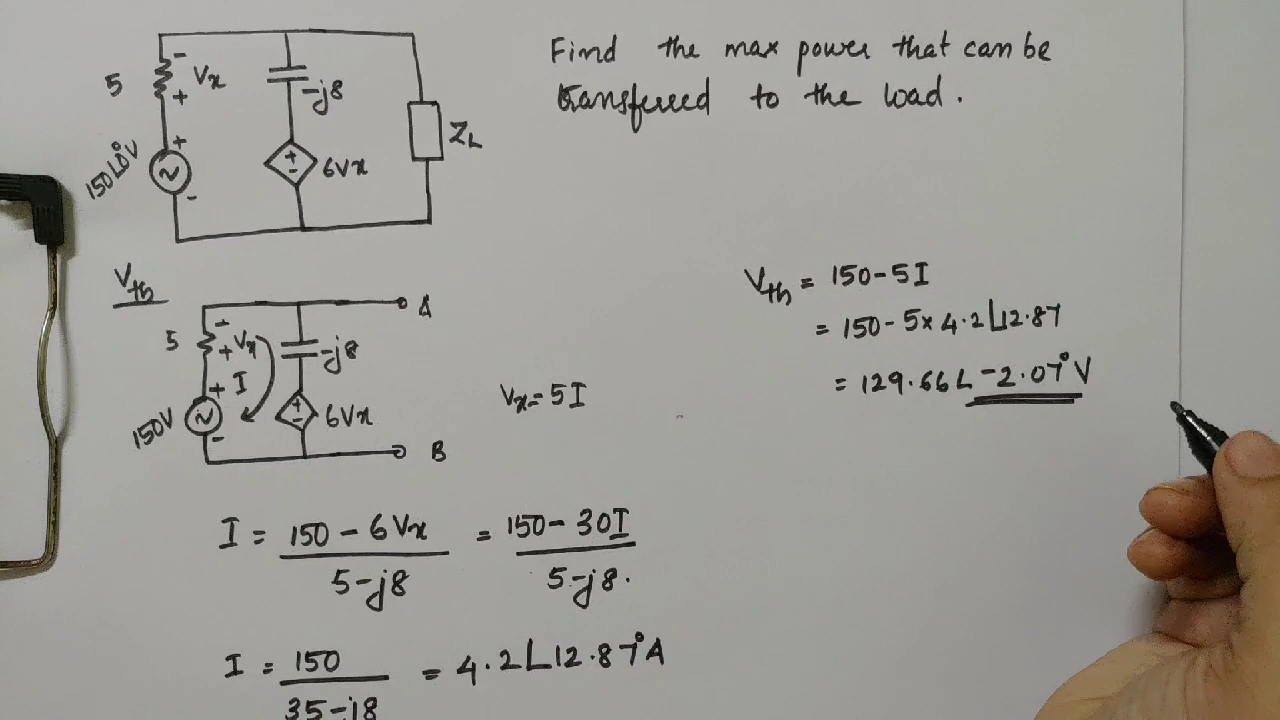 Find the max power that can be
transferred to the load.
5
-
Vx
+
-j8
+
150∠0°V
-
+
-
6Vx
ZL
Vth
A
5
-
+Vx
-j8
+ I
150V
-
+
-
6Vx
B
Vx = 5I
I = 150 - 6Vx / 5-j8 = 150 - 30I / 5-j8.
I = 150 / 35-j8 = 4.2∠12.87°A
Vth = 150-5I
= 150 - 5x 4.2∠12.87
= 129.66∠-2.07°V